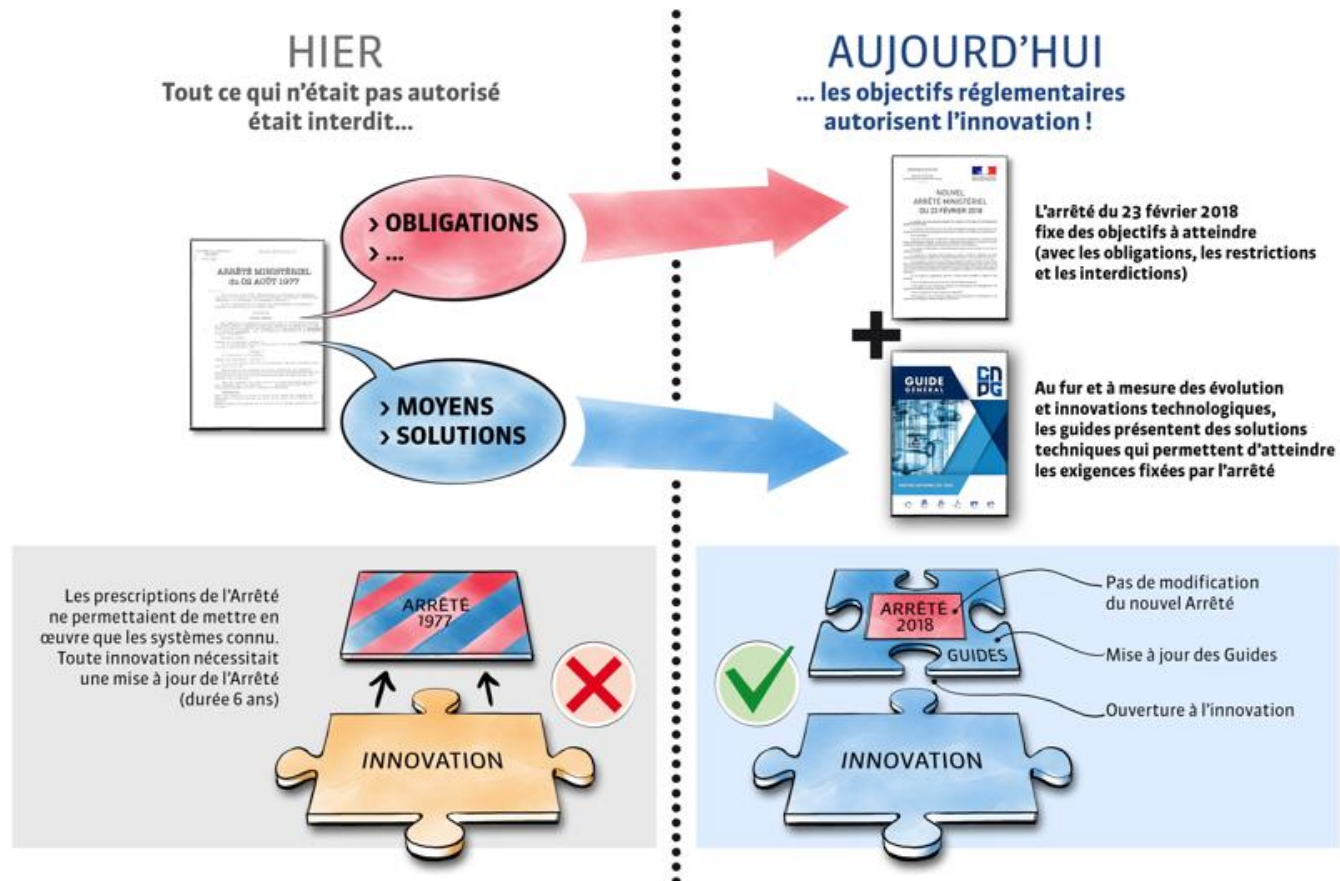 HIER
Tout ce qui n'était pas autorisé
était interdit...
ARRÊTÉ MINISTÉRIEL
du 02 AOÛT 1977
> OBLIGATIONS
> ...
> MOYENS
> SOLUTIONS
Les prescriptions de l'Arrêté
ne permettaient de mettre en
œuvre que les systèmes connu.
Toute innovation nécessitait
une mise à jour de l'Arrêté
(durée 6 ans)
ARRÊTÉ
1977
INNOVATION
AUJOURD'HUI
... les objectifs réglementaires
autorisent l'innovation !
NOUVEL
ARRÊTÉ MINISTÉRIEL
DU 23 FÉVRIER 2018
L'arrêté du 23 février 2018
fixe des objectifs à atteindre
(avec les obligations, les restrictions
et les interdictions)
+
GUIDE
GÉNÉRAL
CN
PG
Au fur et à mesure des évolution
et innovations technologiques,
les guides présentent des solutions
techniques qui permettent d'atteindre
les exigences fixées par l'arrêté
ARRÊTÉ
2018
GUIDES
Pas de modification
du nouvel Arrêté
Mise à jour des Guides
Ouverture à l'innovation
INNOVATION